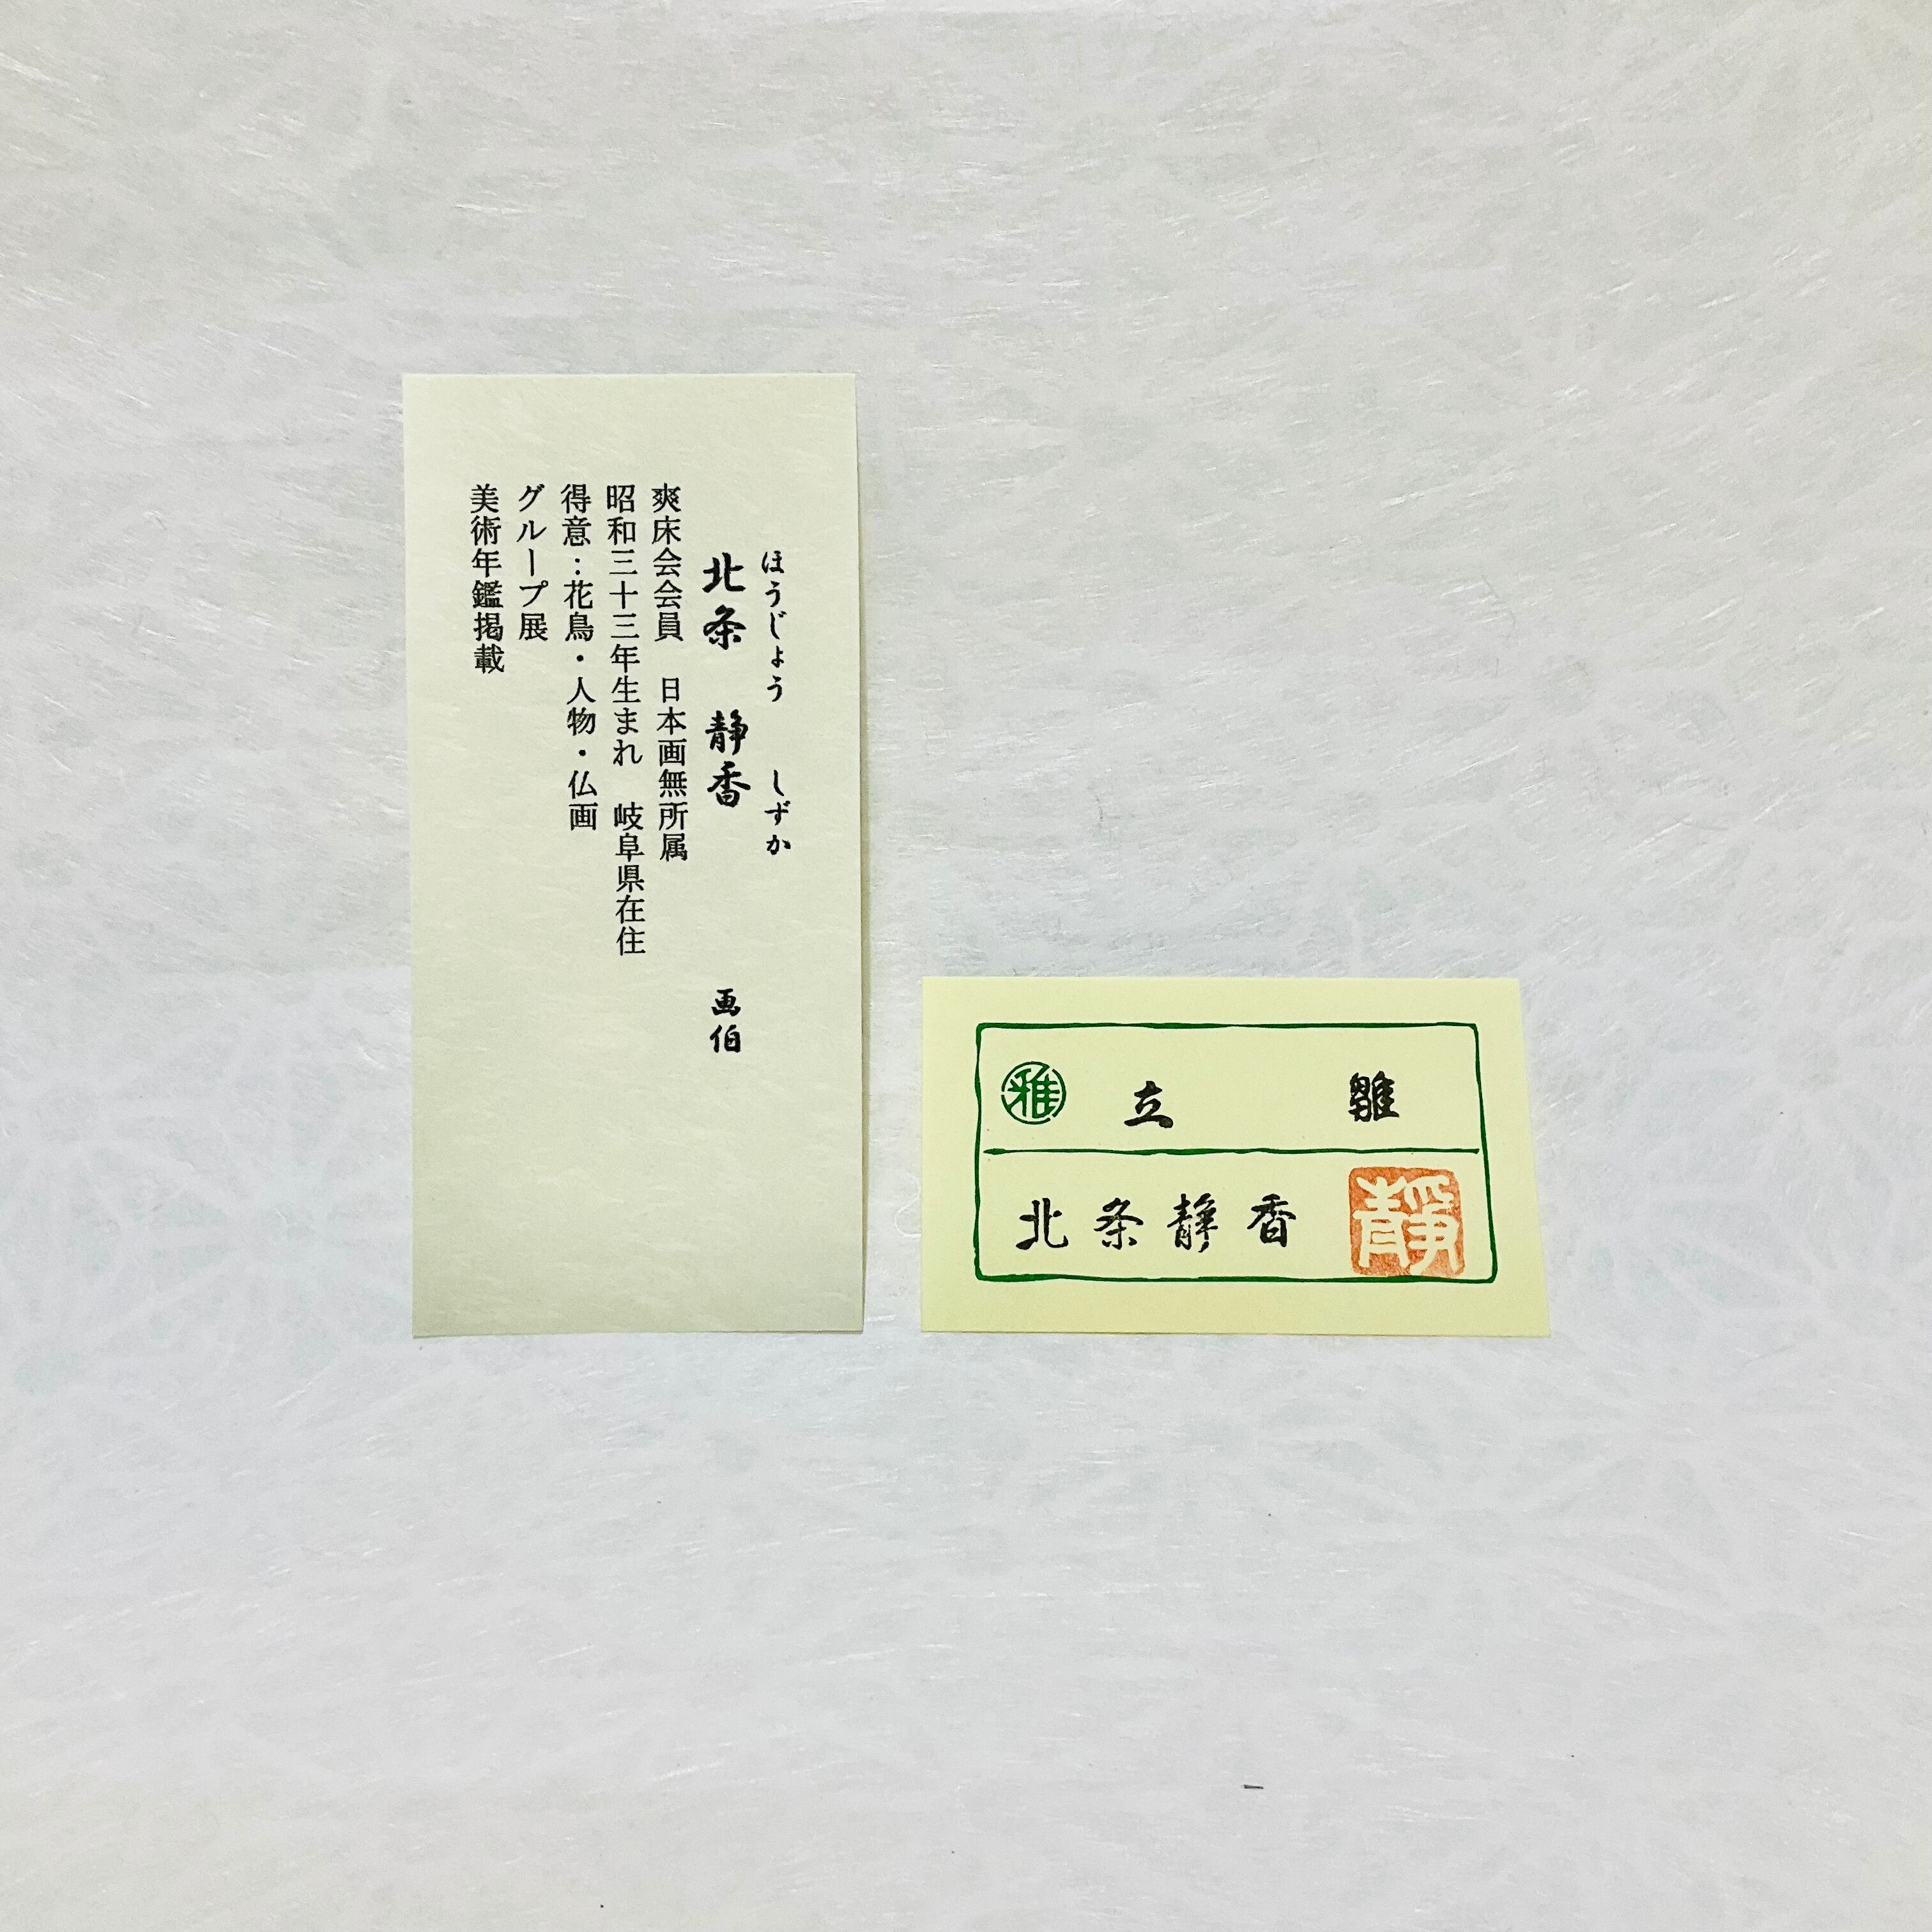 ほうじょう しずか
北条 静香 画伯
爽床会会員 日本画無所属
昭和三十三年生まれ 岐阜県在住
得意：花鳥・人物・仏画
グループ展
美術年鑑掲載
雅 立 雛
北条静香 靜